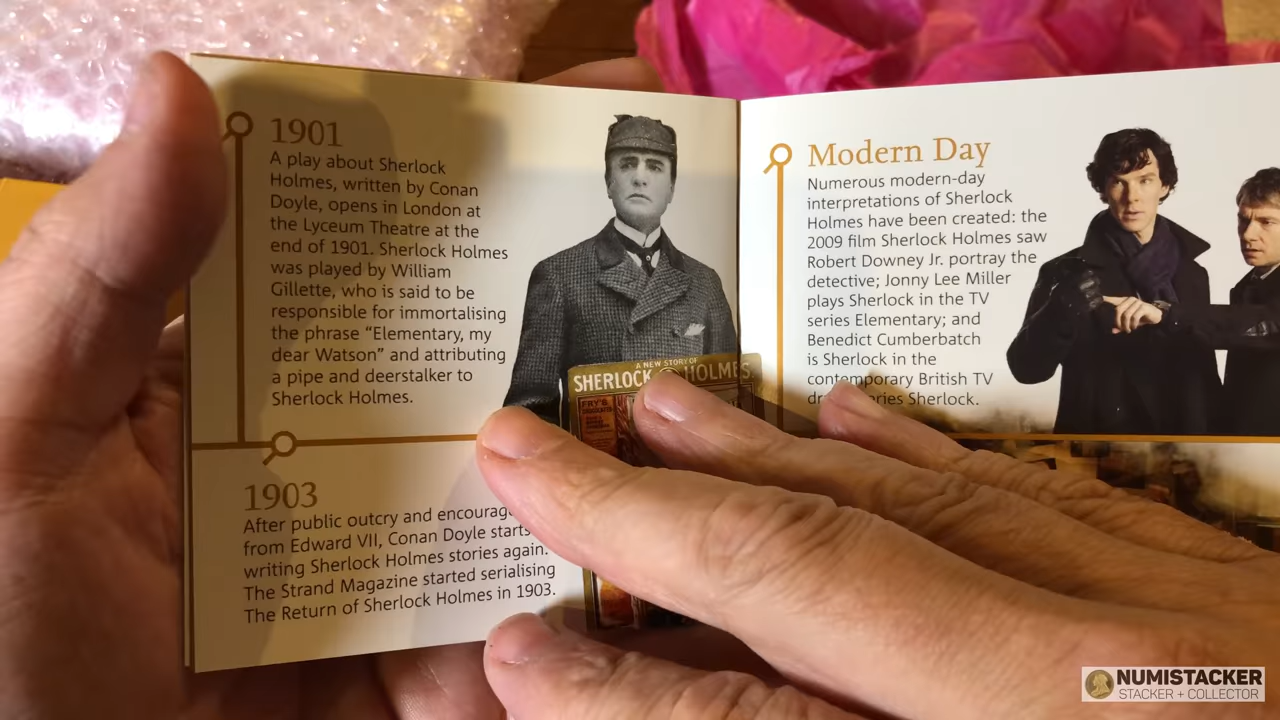 1901
A play about Sherlock
Holmes, written by Conan
Doyle, opens in London at
the Lyceum Theatre at the
end of 1901. Sherlock Holmes
was played by William
Gillette, who is said to be
responsible for immortalising
the phrase “Elementary, my
dear Watson” and attributing
a pipe and deerstalker to
Sherlock Holmes.
1903
After public outcry and
from Edward VII, Conan Doyle starts
writing Sherlock Holmes stories again.
The Strand Magazine started serialising
The Return of Sherlock Holmes in 1903.
A NEW STORY OF
SHERLOCK HOLMES
FRY'S
Modern Day
Numerous modern-day
interpretations of Sherlock
Holmes have been created: the
2009 film Sherlock Holmes saw
Robert Downey Jr. portray the
detective; Jonny Lee Miller
plays Sherlock in the TV
series Elementary; and
Benedict Cumberbatch
is Sherlock in the
contemporary British TV
Sherlock.
NUMISTACKER
STACKER + COLLECTOR